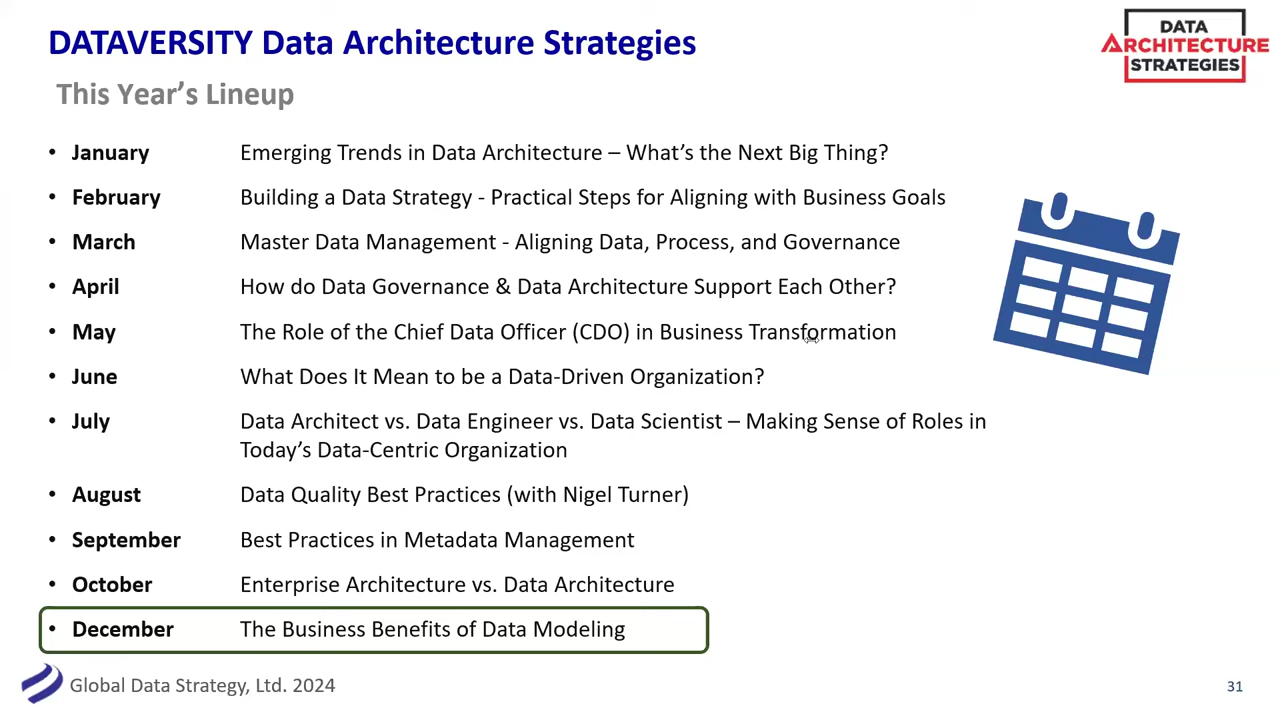 DATAVERSITY Data Architecture Strategies
DATA
ARCHITECTURE
STRATEGIES
This Year’s Lineup
• January Emerging Trends in Data Architecture – What’s the Next Big Thing?
• February Building a Data Strategy - Practical Steps for Aligning with Business Goals
• March Master Data Management - Aligning Data, Process, and Governance
• April How do Data Governance & Data Architecture Support Each Other?
• May The Role of the Chief Data Officer (CDO) in Business Transformation
• June What Does It Mean to be a Data-Driven Organization?
• July Data Architect vs. Data Engineer vs. Data Scientist – Making Sense of Roles in
Today’s Data-Centric Organization
• August Data Quality Best Practices (with Nigel Turner)
• September Best Practices in Metadata Management
• October Enterprise Architecture vs. Data Architecture
• December The Business Benefits of Data Modeling
Global Data Strategy, Ltd. 2024
31